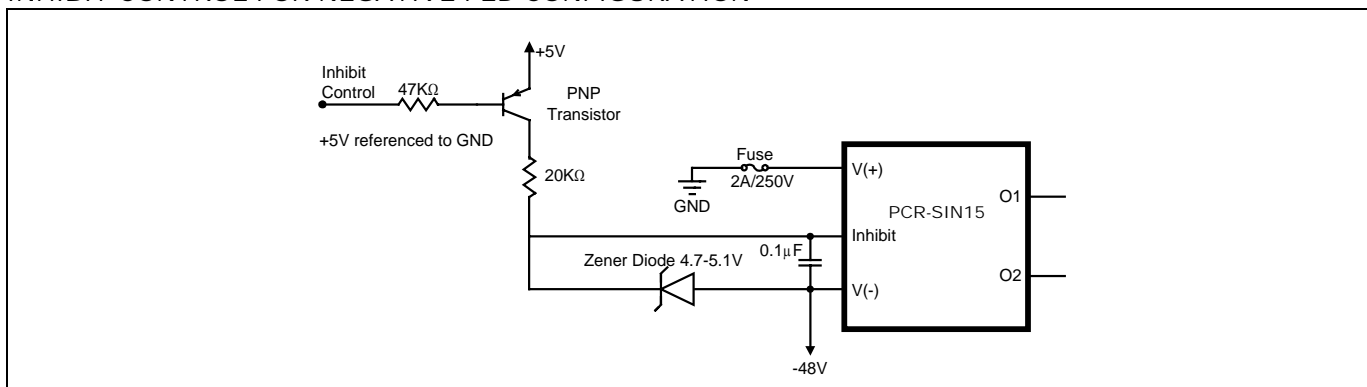 INHIBIT CONTROL FOR NEGATIVE FED CONFIGURATION
+5V
Inhibit
Control
47KΩ
PNP
Transistor
+5V referenced to GND
20KΩ
Fuse
2A/250V
GND
V(+)
O1
PCR-SIN15
Inhibit
0.1μF
Zener Diode 4.7-5.1V
O2
V(-)
-48V